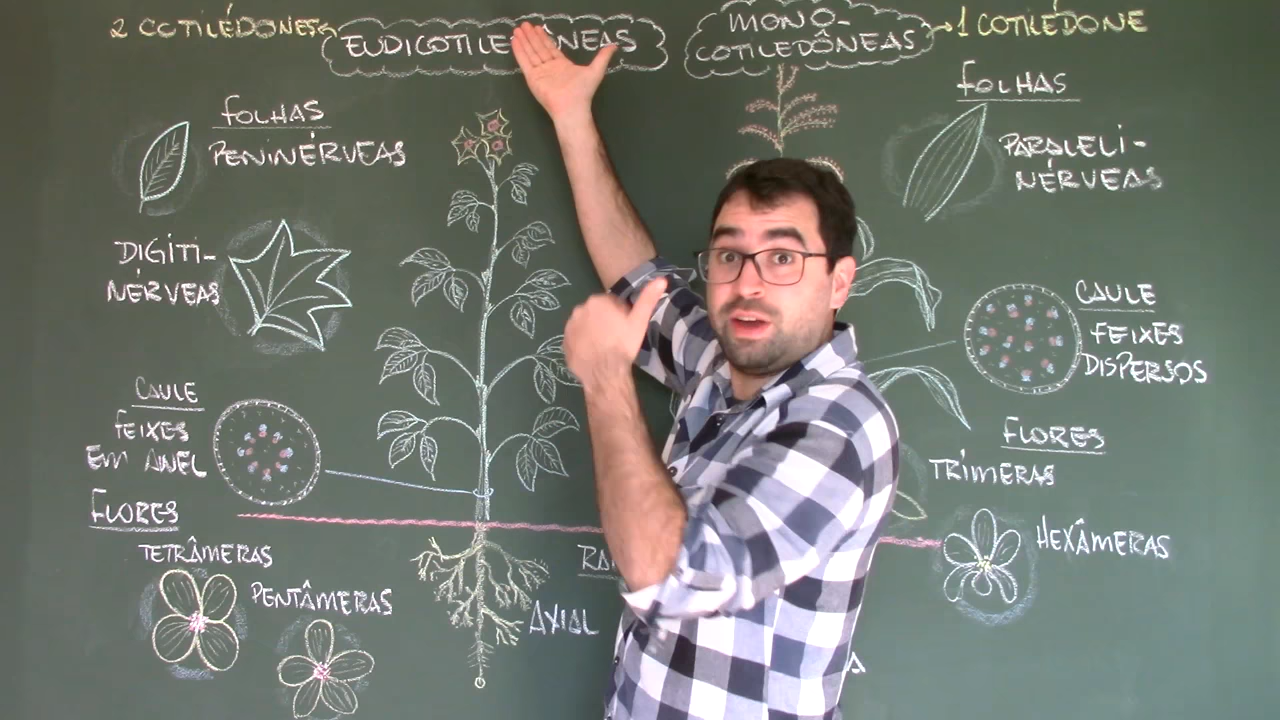 2 COTILÉDONES
EUDICOTILEDÔNEAS
MONO-
COTILEDÔNEAS
1 COTILÉDONE
FOLHAS
PENINÉRVEAS
DIGITI-
NÉRVEAS
CAULE
FEIXES
EM ANEL
FLORES
TETRÂMERAS
PENTÂMERAS
AXIAL
FOLHAS
PARALELI-
NÉRVEAS
CAULE
FEIXES
DISPERSOS
FLORES
TRÍMERAS
HEXÂMERAS